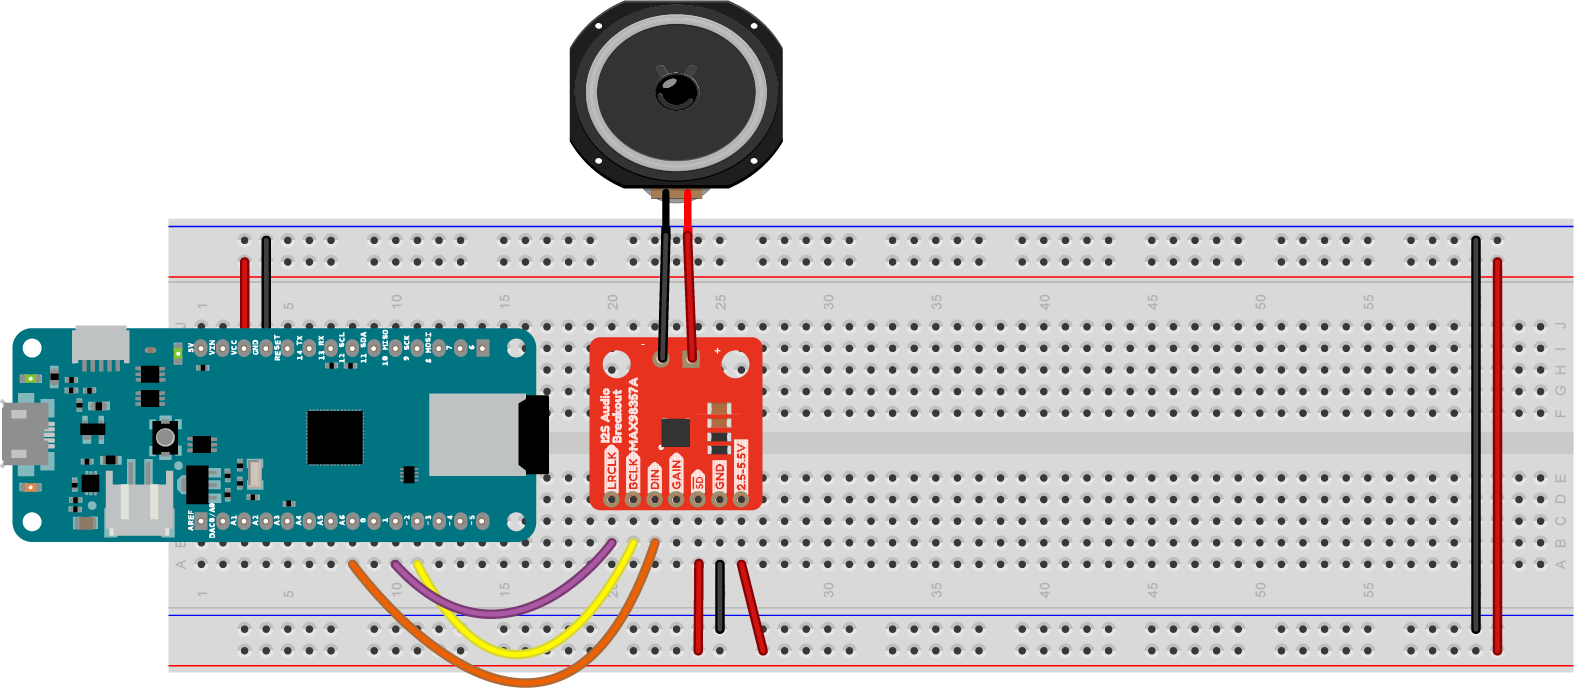 -
+
1
5
10
15
20
25
30
35
40
45
50
55
J
J
I
H
G
F
5V
VIN
VCC
GND
RESET
14 TX
13 RX
12 SCL
11 SDA
10 MISO
9 SCK
8 MOSI
7
6
I2S Audio
Breakout
MAX98357A
LRCLK
BCLK
DIN
GAIN
SD
GND
2.5-5.5V
AREF
DAC0/A0
A1
A2
A3
A4
A5
A6
0
1
~3
~4
~5
E
D
C
B
A
A
1
5
10
15
20
30
35
40
45
50
55